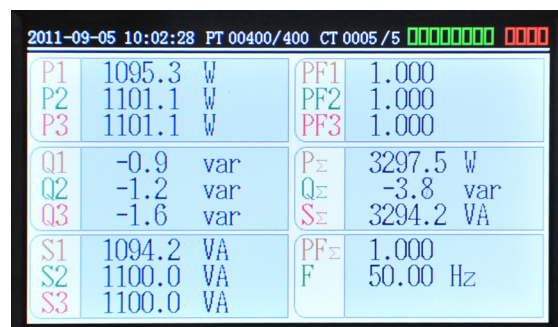 2011-09-05 10:02:28 PT 00400/400 CT 0005/5
P1 1095.3 W PF1 1.000
P2 1101.1 W PF2 1.000
P3 1101.1 W PF3 1.000
Q1 -0.9 var PΣ 3297.5 W
Q2 -1.2 var QΣ -3.8 var
Q3 -1.6 var SΣ 3294.2 VA
S1 1094.2 VA PFΣ 1.000
S2 1100.0 VA F 50.00 Hz
S3 1100.0 VA